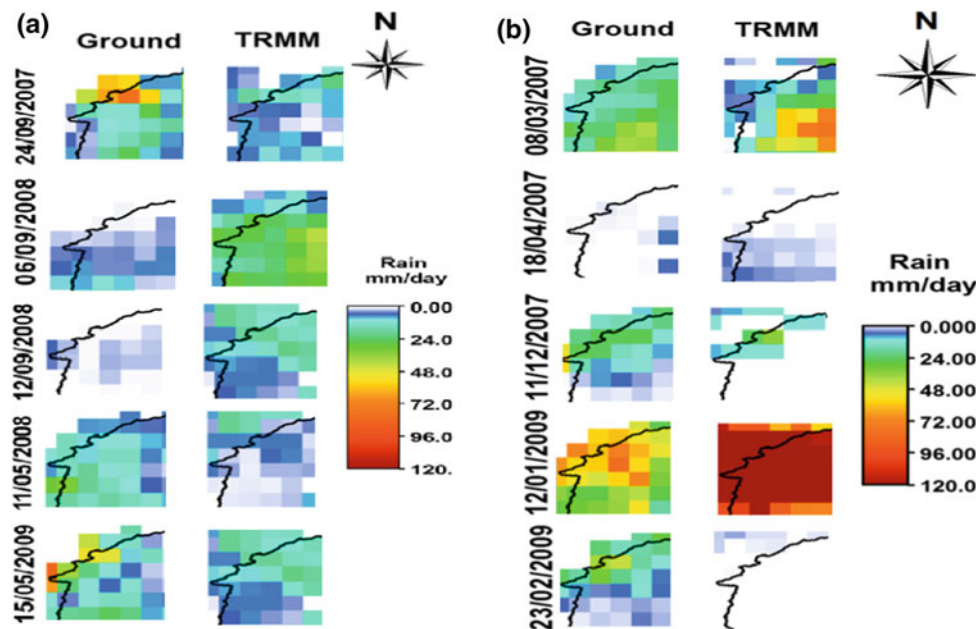 (a)
Ground TRMM
N
24/09/2007
06/09/2008
12/09/2008
11/05/2008
15/05/2009
Rain
mm/day
0.00
24.0
48.0
72.0
96.0
120.
(b)
Ground TRMM
N
08/03/2007
18/04/2007
11/12/2007
12/01/2009
23/02/2009
Rain
mm/day
0.000
24.00
48.00
72.00
96.00
120.0